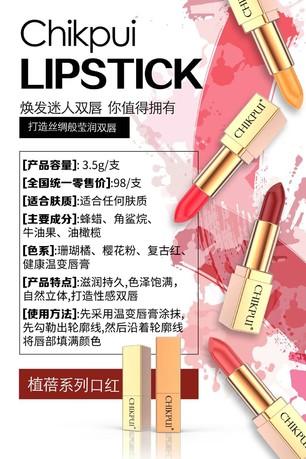 Chikpui
LIPSTICK
焕发迷人双唇 你值得拥有
打造丝绸般莹润双唇
[产品容量]: 3.5g/支
[全国统一零售价]:98/支
[适合肤质]:适合任何肤质
[主要成分]:蜂蜡、角鲨烷、
牛油果、油橄榄
[色系]:珊瑚橘、樱花粉、复古红、
健康温变唇膏
[产品特点]:滋润持久,色泽饱满,
自然立体,打造性感双唇
[使用方法]:先采用温变唇膏涂抹,
先勾勒出轮廓线,然后沿着轮廓线
将唇部填满颜色
植蓓系列口红
CHIKPUI
CHIKPUI®
CHIKPUI®
CHIKPUI®
CHIKPUI®
CHIKPUI®